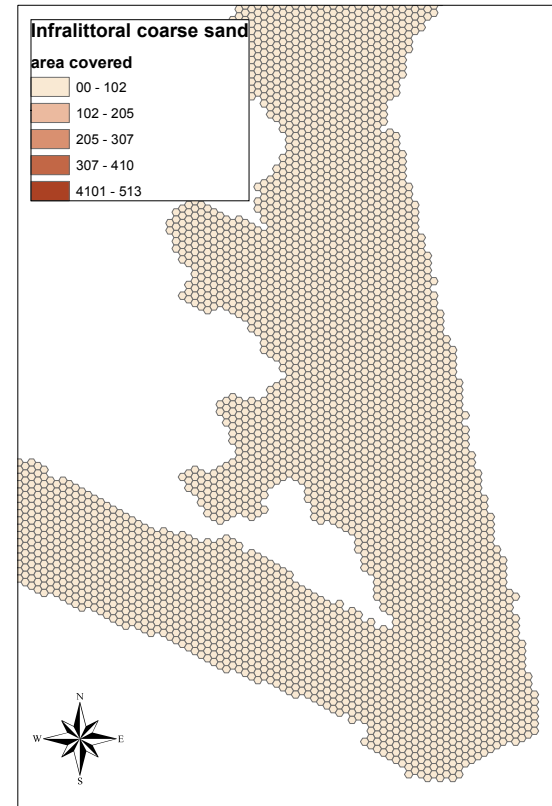 Infralittoral coarse sand
area covered
00 - 102
102 - 205
205 - 307
307 - 410
4101 - 513
N
W E
S